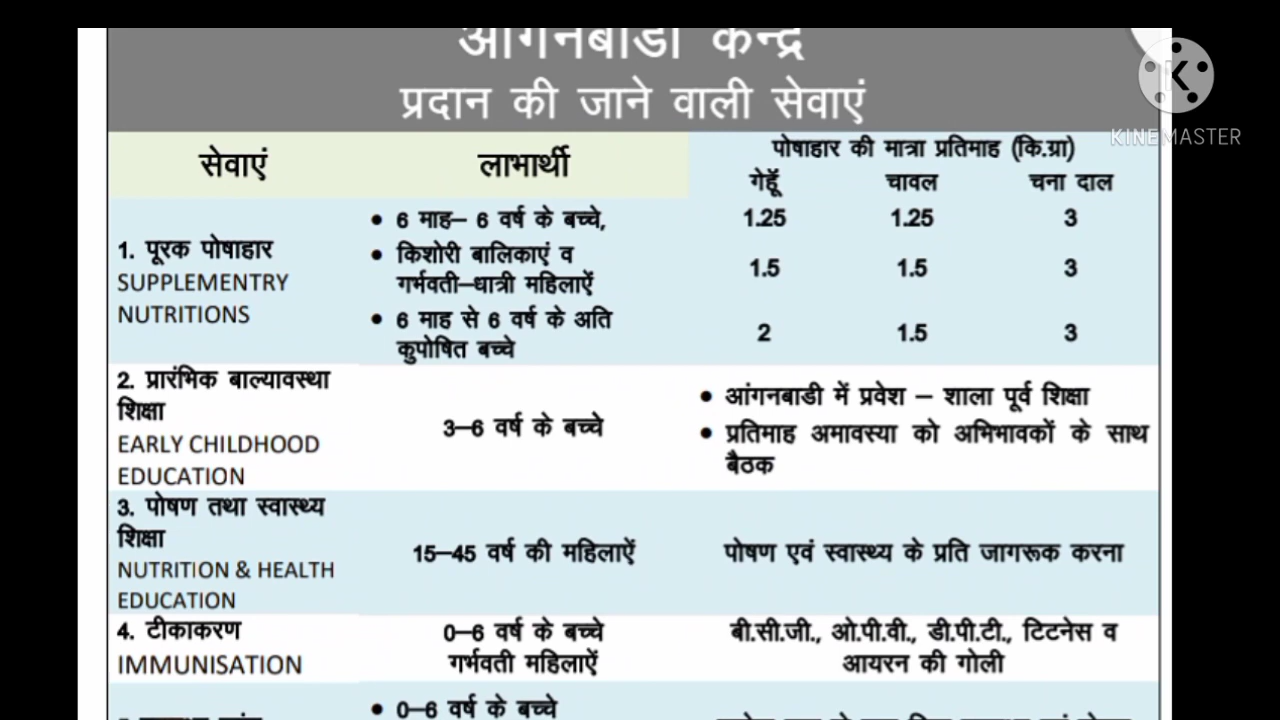 आंगनबाडी केन्द्र
प्रदान की जाने वाली सेवाएं
KINEMASTER
सेवाएं
लाभार्थी
पोषाहार की मात्रा प्रतिमाह (कि.ग्रा)
गेहूॅं चावल चना दाल
1. पूरक पोषाहार
SUPPLEMENTRY
NUTRITIONS
• 6 माह– 6 वर्ष के बच्चे,
1.25 1.25 3
• किशोरी बालिकाएं व
गर्भवती–धात्री महिलाऐं
1.5 1.5 3
• 6 माह से 6 वर्ष के अति
कुपोषित बच्चे
2 1.5 3
2. प्रारंभिक बाल्यावस्था
शिक्षा
EARLY CHILDHOOD
EDUCATION
3–6 वर्ष के बच्चे
• आंगनबाडी में प्रवेश – शाला पूर्व शिक्षा
• प्रतिमाह अमावस्या को अभिभावकों के साथ
बैठक
3. पोषण तथा स्वास्थ्य
शिक्षा
NUTRITION & HEALTH
EDUCATION
15–45 वर्ष की महिलाऐं
पोषण एवं स्वास्थ्य के प्रति जागरूक करना
4. टीकाकरण
IMMUNISATION
0–6 वर्ष के बच्चे
गर्भवती महिलाऐं
बी.सी.जी., ओ.पी.वी., डी.पी.टी., टिटनेस व
आयरन की गोली
• 0–6 वर्ष के बच्चे